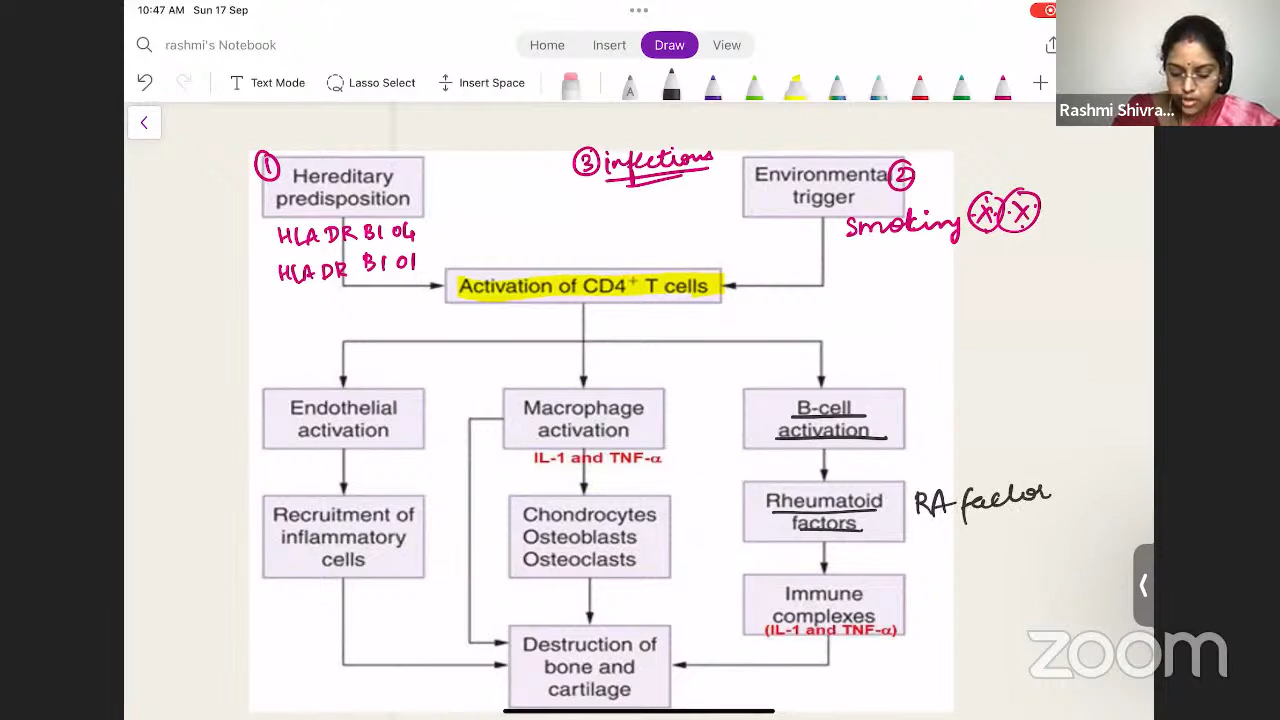 10:47 AM Sun 17 Sep
rashmi's Notebook
Home Insert Draw View
Text Mode Lasso Select Insert Space
A
Rashmi Shivra...
① Hereditary
predisposition
HLA DR B1 04
HLA DR B1 01
③ infections
Environmental ②
trigger
smoking
Activation of CD4⁺ T cells
Endothelial
activation
Macrophage
activation
IL-1 and TNF-α
B-cell
activation
Recruitment of
inflammatory
cells
Chondrocytes
Osteoblasts
Osteoclasts
Rheumatoid
factors
RA factor
Immune
complexes
(IL-1 and TNF-α)
Destruction of
bone and
cartilage
zoom